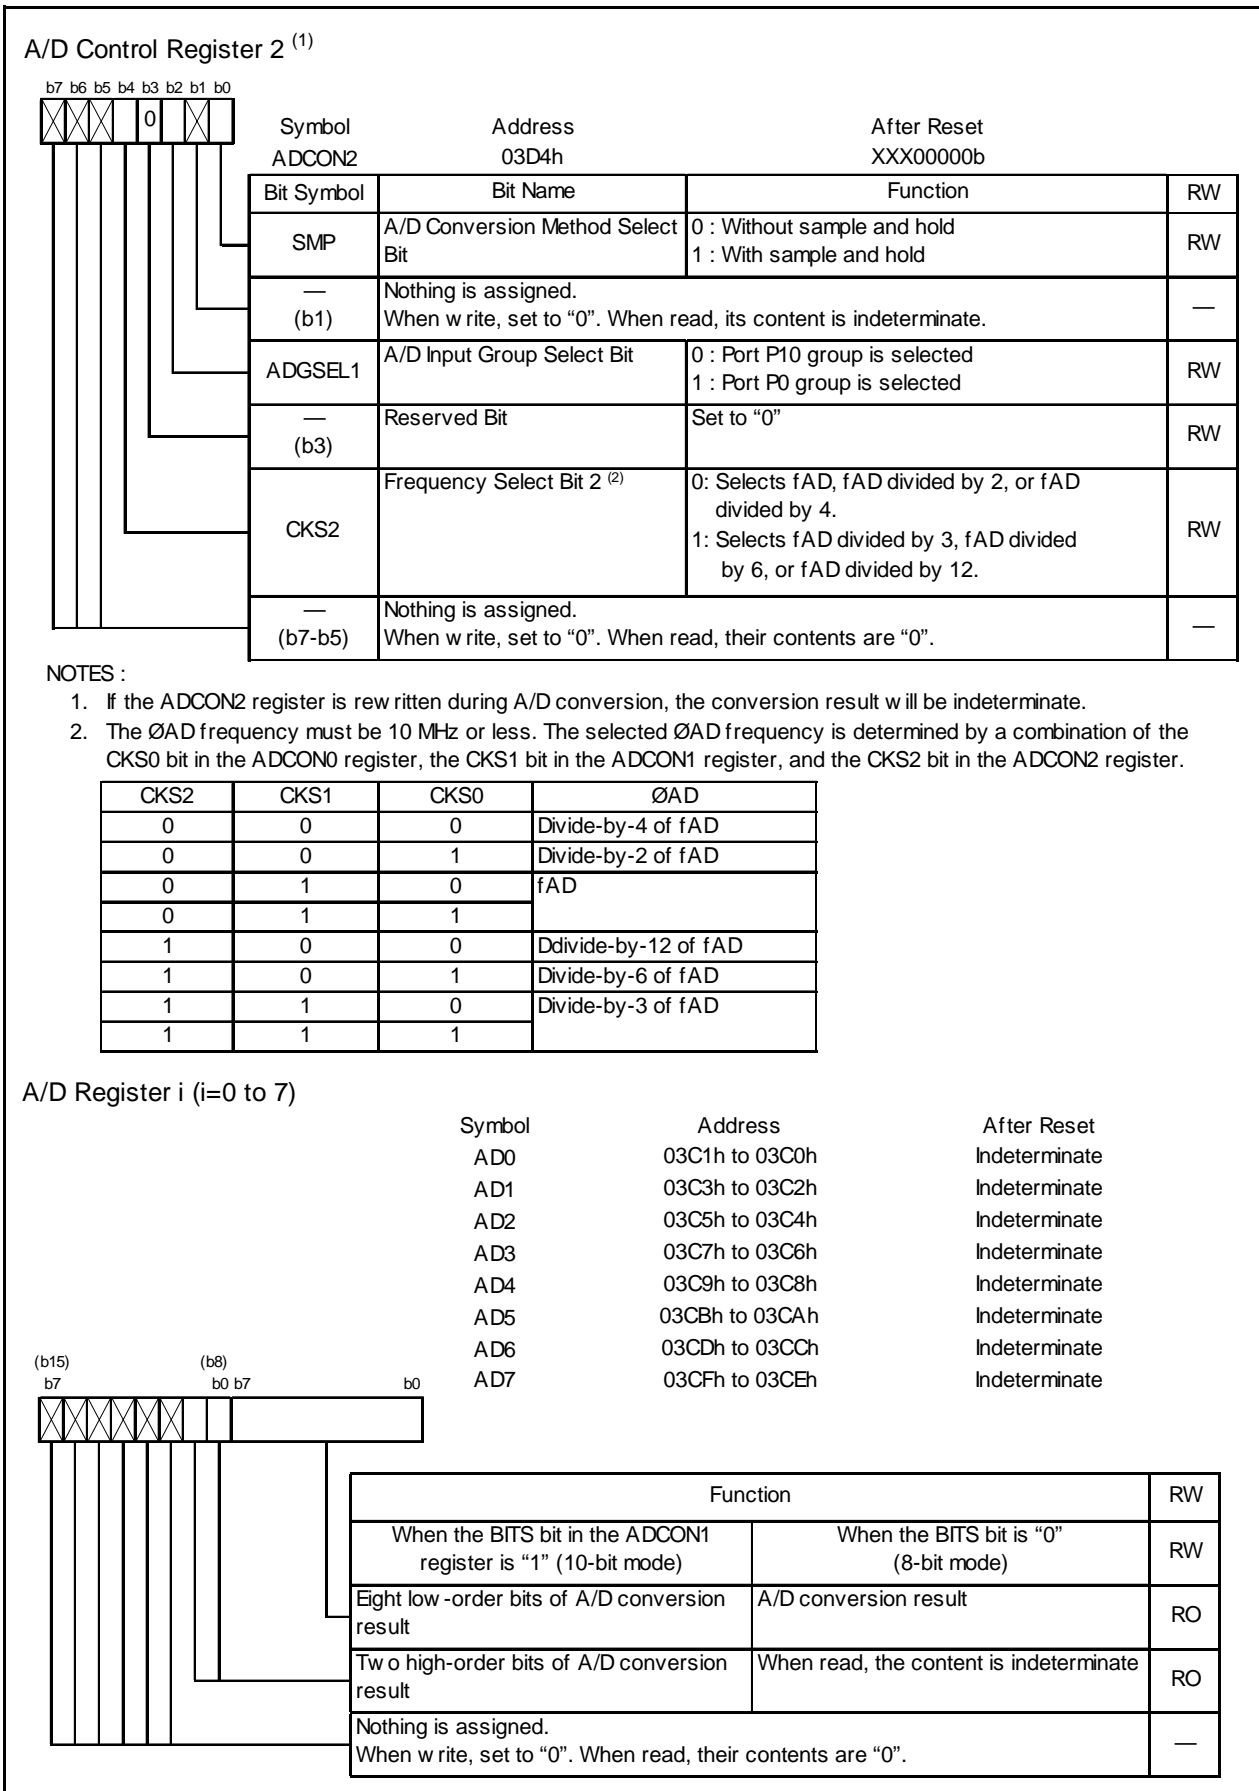 A/D Control Register 2 (1)
b7 b6 b5 b4 b3 b2 b1 b0
0
Symbol Address After Reset
ADCON2 03D4h XXX00000b
Bit Symbol Bit Name Function RW
SMP A/D Conversion Method Select Bit 0 : Without sample and hold
1 : With sample and hold RW
— (b1) Nothing is assigned.
When write, set to “0”. When read, its content is indeterminate. —
ADGSEL1 A/D Input Group Select Bit 0 : Port P10 group is selected
1 : Port P0 group is selected RW
— (b3) Reserved Bit Set to “0” RW
CKS2 Frequency Select Bit 2 (2) 0: Selects fAD, fAD divided by 2, or fAD
divided by 4.
1: Selects fAD divided by 3, fAD divided
by 6, or fAD divided by 12. RW
— (b7-b5) Nothing is assigned.
When write, set to “0”. When read, their contents are “0”. —
NOTES :
1. If the ADCON2 register is rewritten during A/D conversion, the conversion result will be indeterminate.
2. The ØAD frequency must be 10 MHz or less. The selected ØAD frequency is determined by a combination of the
CKS0 bit in the ADCON0 register, the CKS1 bit in the ADCON1 register, and the CKS2 bit in the ADCON2 register.
CKS2 CKS1 CKS0 ØAD
0 0 0 Divide-by-4 of fAD
0 0 1 Divide-by-2 of fAD
0 1 0 fAD
0 1 1
1 0 0 Ddivide-by-12 of fAD
1 0 1 Divide-by-6 of fAD
1 1 0 Divide-by-3 of fAD
1 1 1
A/D Register i (i=0 to 7)
Symbol Address After Reset
AD0 03C1h to 03C0h Indeterminate
AD1 03C3h to 03C2h Indeterminate
AD2 03C5h to 03C4h Indeterminate
AD3 03C7h to 03C6h Indeterminate
AD4 03C9h to 03C8h Indeterminate
AD5 03CBh to 03CAh Indeterminate
AD6 03CDh to 03CCh Indeterminate
AD7 03CFh to 03CEh Indeterminate
(b15) (b8)
b7 b0 b7 b0
Function RW
When the BITS bit in the ADCON1
register is “1” (10-bit mode) When the BITS bit is “0”
(8-bit mode) RW
Eight low-order bits of A/D conversion
result A/D conversion result RO
Two high-order bits of A/D conversion
result When read, the content is indeterminate RO
Nothing is assigned.
When write, set to “0”. When read, their contents are “0”. —